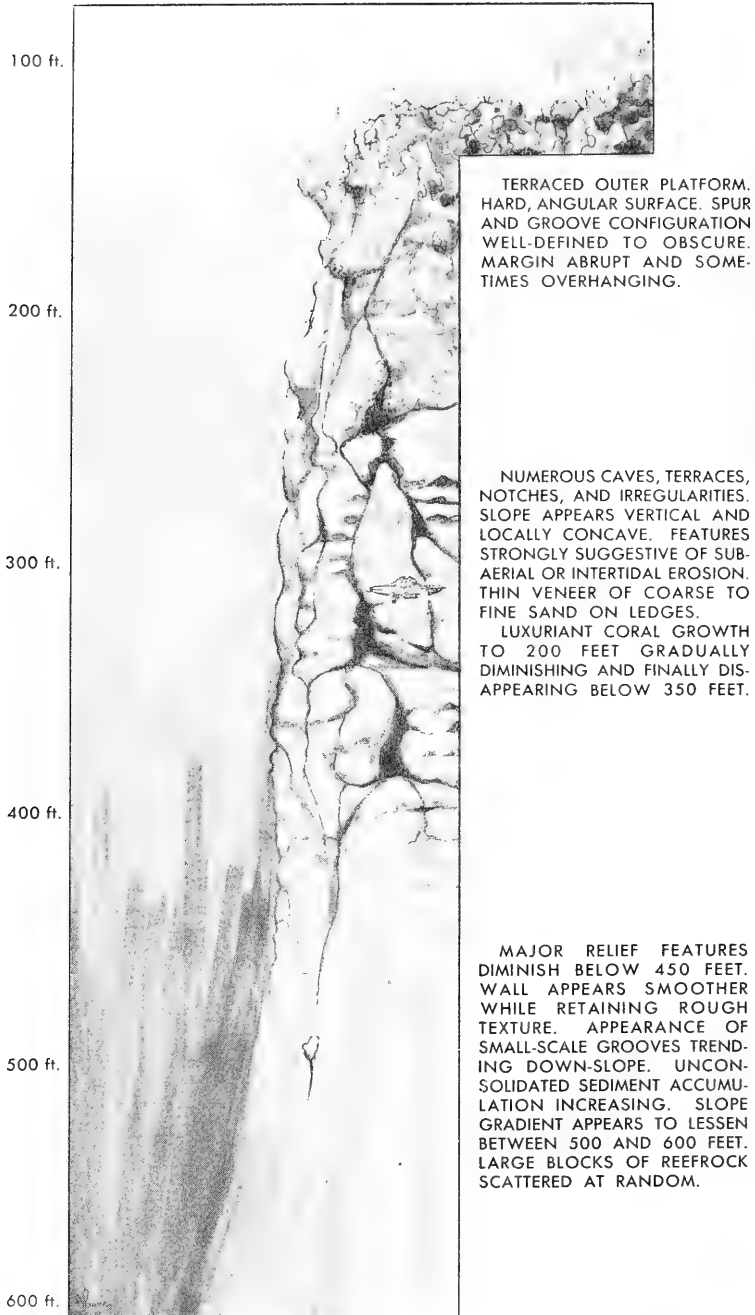 100 ft.
TERRACED OUTER PLATFORM.
HARD, ANGULAR SURFACE. SPUR
AND GROOVE CONFIGURATION
WELL-DEFINED TO OBSCURE.
MARGIN ABRUPT AND SOME-
TIMES OVERHANGING.
200 ft.
NUMEROUS CAVES, TERRACES,
NOTCHES, AND IRREGULARITIES.
SLOPE APPEARS VERTICAL AND
LOCALLY CONCAVE. FEATURES
STRONGLY SUGGESTIVE OF SUB-
AERIAL OR INTERTIDAL EROSION.
THIN VENEER OF COARSE TO
FINE SAND ON LEDGES.
LUXURIANT CORAL GROWTH
TO 200 FEET GRADUALLY
DIMINISHING AND FINALLY DIS-
APPEARING BELOW 350 FEET.
300 ft.
400 ft.
MAJOR RELIEF FEATURES
DIMINISH BELOW 450 FEET.
WALL APPEARS SMOOTHER
WHILE RETAINING ROUGH
TEXTURE. APPEARANCE OF
SMALL-SCALE GROOVES TREND-
ING DOWN-SLOPE. UNCON-
SOLIDATED SEDIMENT ACCUMU-
LATION INCREASING. SLOPE
GRADIENT APPEARS TO LESSEN
BETWEEN 500 AND 600 FEET.
LARGE BLOCKS OF REEFROCK
SCATTERED AT RANDOM.
500 ft.
600 ft.